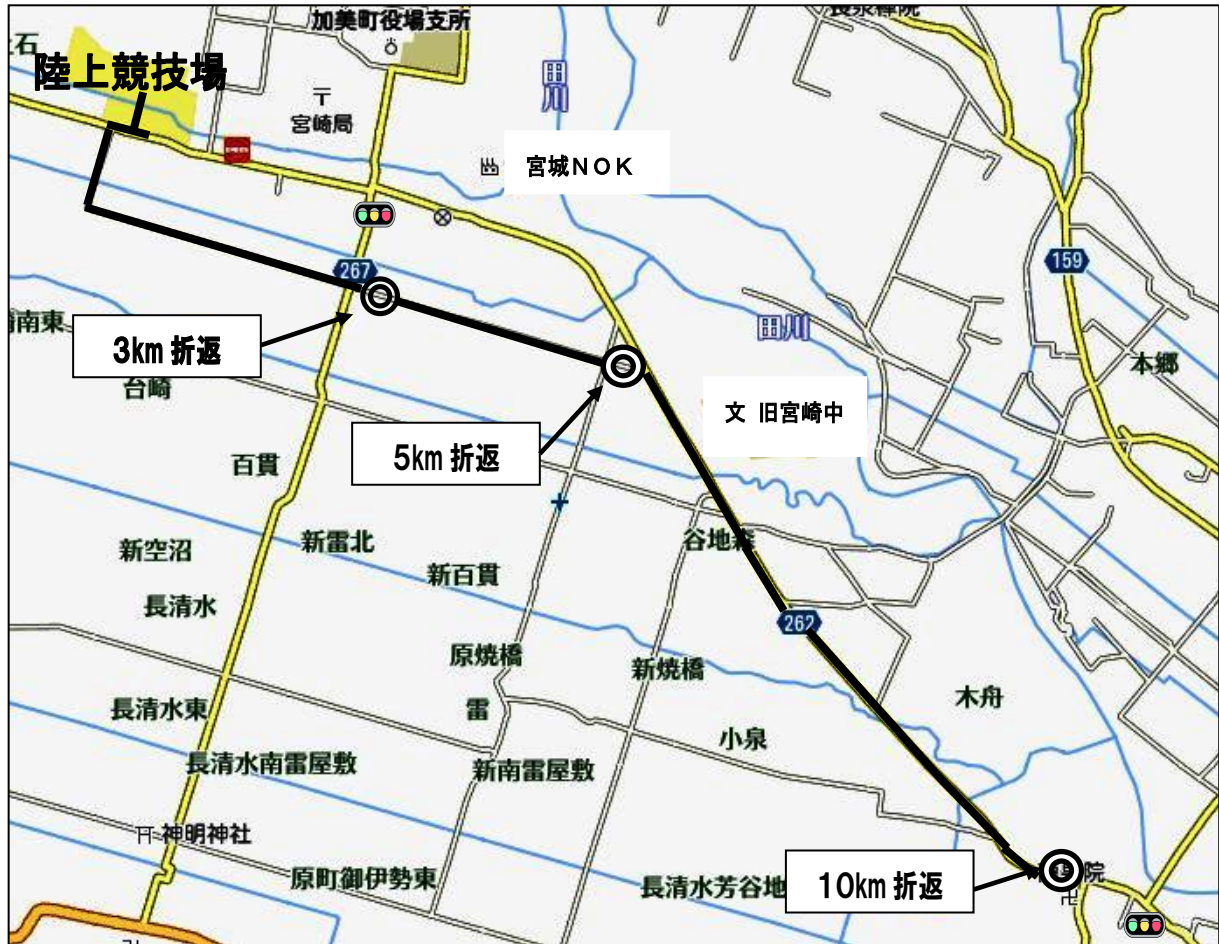 加美町役場支所
陸上競技場
〒
宮崎局
田川
宮城NOK
267
159
田川
本郷
3km 折返
台崎
5km 折返
文 旧宮崎中
百貫
新空沼
新雷北
新百貫
谷地森
長清水
262
原焼橋
新焼橋
木舟
長清水東
雷
小泉
長清水南雷屋敷
新南雷屋敷
神明神社
原町御伊勢東
長清水芳谷地
10km 折返
院